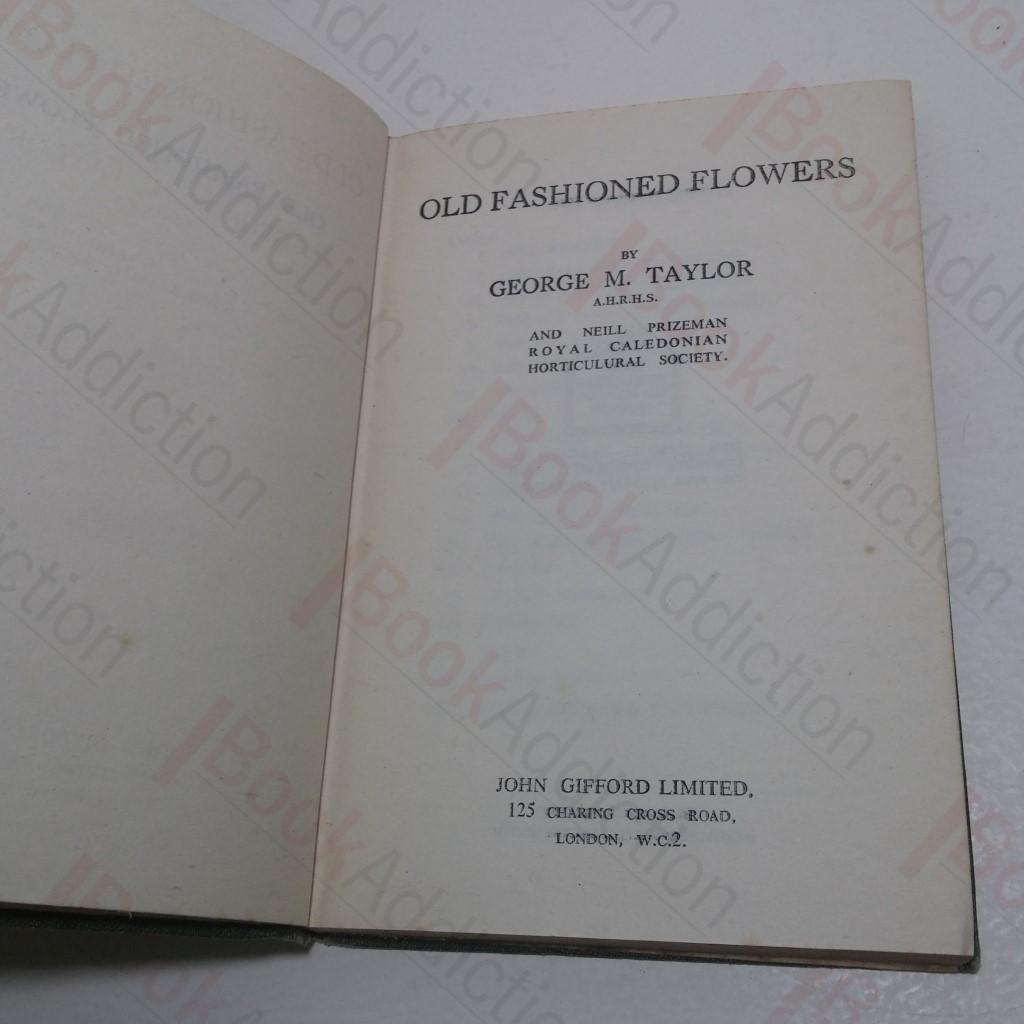 OLD FASHIONED FLOWERS
BY
GEORGE M. TAYLOR
A.H.R.H.S.
AND NEILL PRIZEMAN
ROYAL CALEDONIAN
HORTICULURAL SOCIETY.
JOHN GIFFORD LIMITED,
125 CHARING CROSS ROAD,
LONDON, W.C.2.
BookAddiction